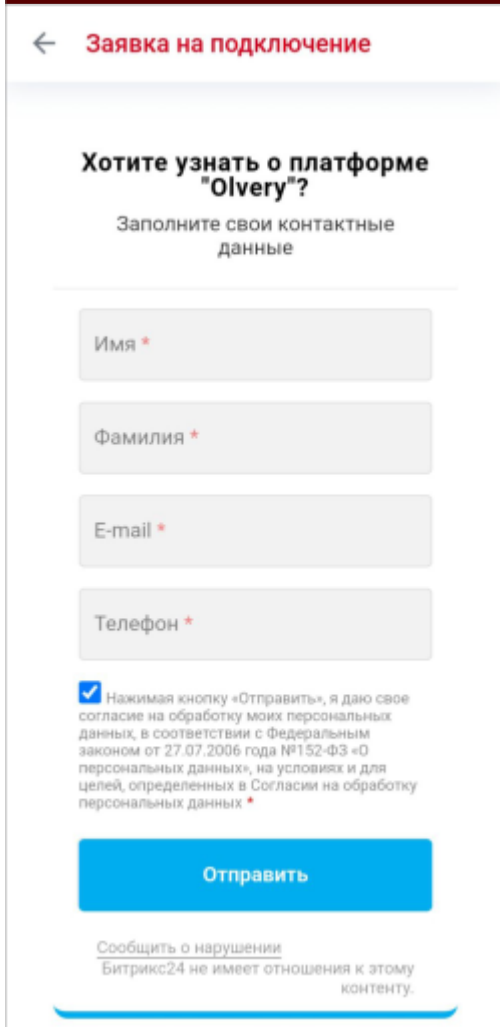 Заявка на подключение
Хотите узнать о платформе
"Olvery"?
Заполните свои контактные
данные
Имя *
Фамилия *
E-mail *
Телефон *
Нажимая кнопку «Отправить», я даю свое
согласие на обработку моих персональных
данных, в соответствии с Федеральным
законом от 27.07.2006 года №152-ФЗ «О
персональных данных», на условиях и для
целей, определенных в Согласии на обработку
персональных данных *
Отправить
Сообщить о нарушении
Битрикс24 не имеет отношения к этому
контенту.